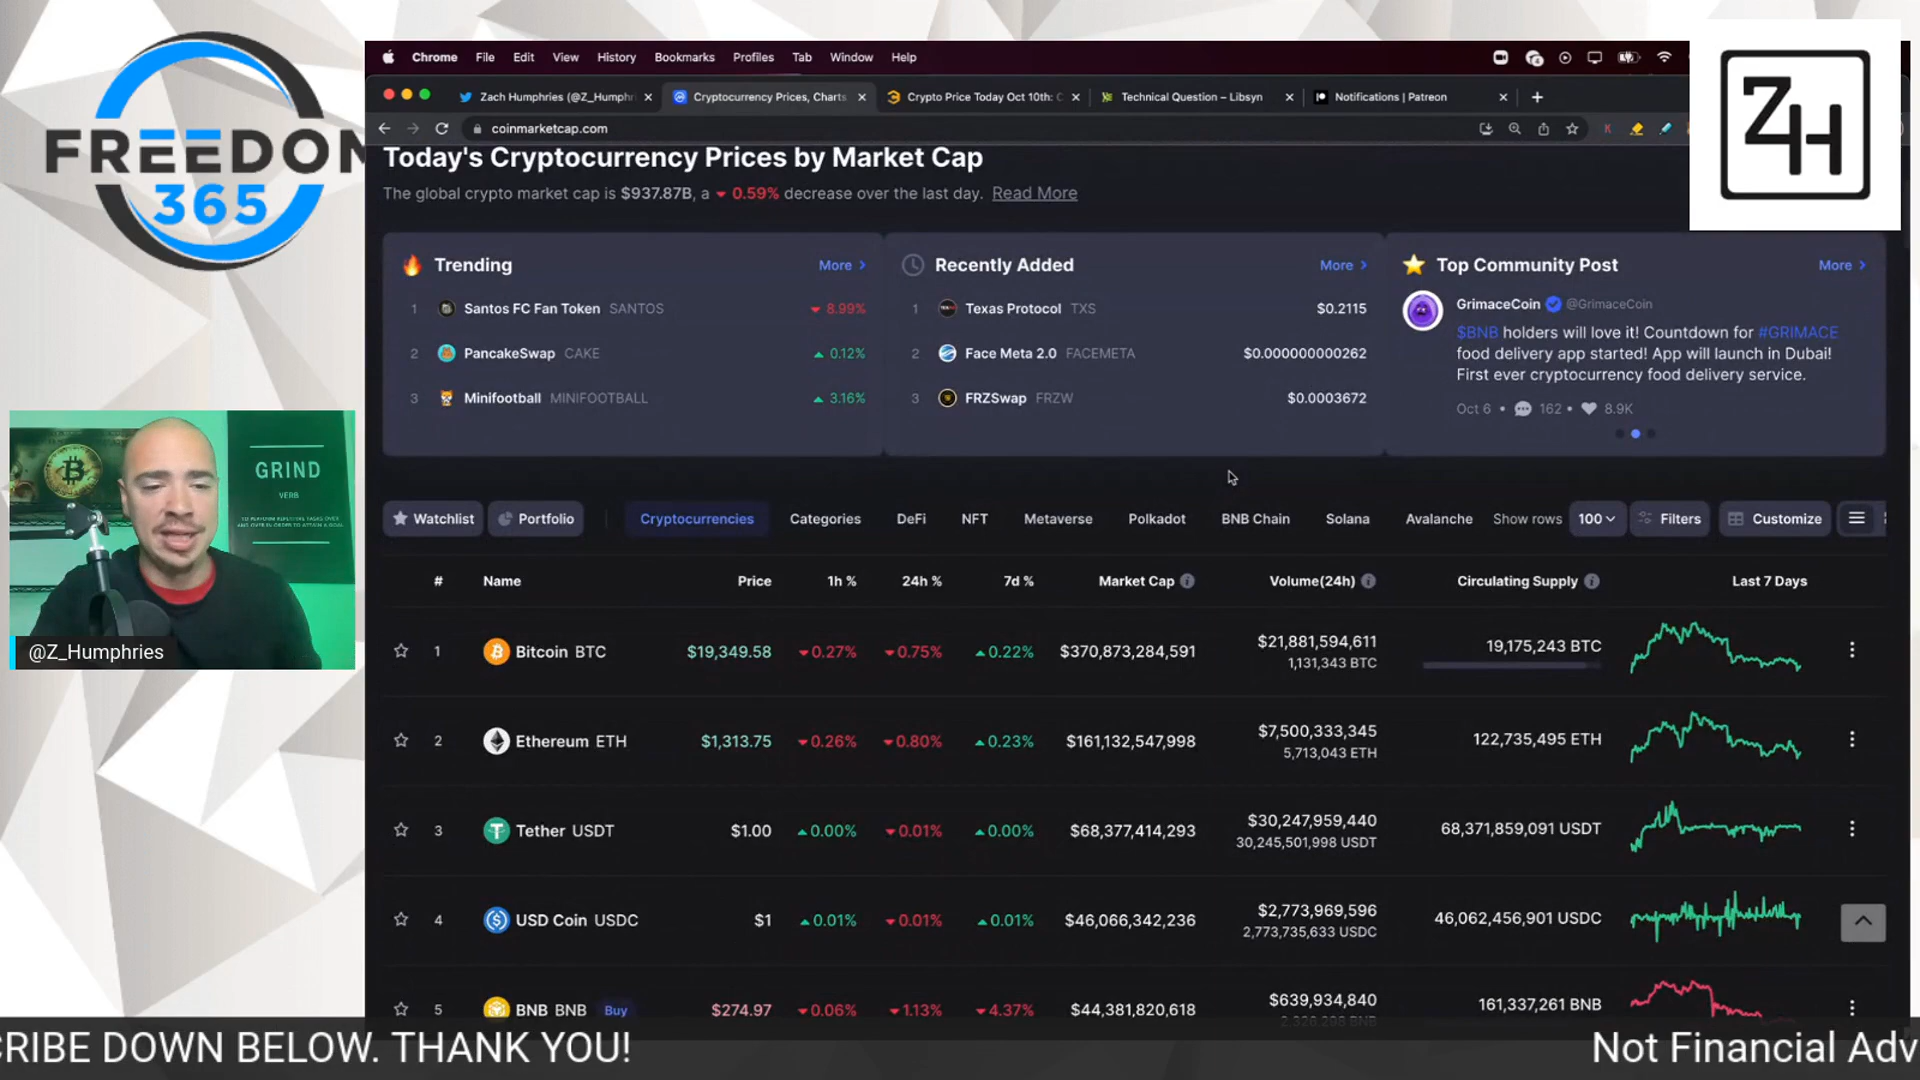 FREEDOM
365
Chrome File Edit View History Bookmarks Profiles Tab Window Help
Zach Humphries (@Z_Humphri
Cryptocurrency Prices, Charts
Crypto Price Today Oct 10th: C
Technical Question – Libsyn
Notifications | Patreon
coinmarketcap.com
ZH
Today's Cryptocurrency Prices by Market Cap
The global crypto market cap is $937.87B, a 0.59% decrease over the last day. Read More
Trending More
1 Santos FC Fan Token SANTOS 8.99%
2 PancakeSwap CAKE 0.12%
3 Minifootball MINIFOOTBALL 3.16%
Recently Added More
1 Texas Protocol TXS $0.2115
2 Face Meta 2.0 FACEMETA $0.000000000262
3 FRZSwap FRZW $0.0003672
Top Community Post More
GrimaceCoin @GrimaceCoin
$BNB holders will love it! Countdown for #GRIMACE
food delivery app started! App will launch in Dubai!
First ever cryptocurrency food delivery service.
Oct 6 • 162 • 8.9K
GRIND
VERB
@Z_Humphries
Watchlist Portfolio Cryptocurrencies Categories DeFi NFT Metaverse Polkadot BNB Chain Solana Avalanche Show rows 100 Filters Customize
# Name Price 1h % 24h % 7d % Market Cap Volume(24h) Circulating Supply Last 7 Days
1 Bitcoin BTC $19,349.58 0.27% 0.75% 0.22% $370,873,284,591 $21,881,594,611 19,175,243 BTC
1,131,343 BTC
2 Ethereum ETH $1,313.75 0.26% 0.80% 0.23% $161,132,547,998 $7,500,333,345 122,735,495 ETH
5,713,043 ETH
3 Tether USDT $1.00 0.00% 0.01% 0.00% $68,377,414,293 $30,247,959,440 68,371,859,091 USDT
30,245,501,998 USDT
4 USD Coin USDC $1 0.01% 0.01% 0.01% $46,066,342,236 $2,773,969,596 46,062,456,901 USDC
2,773,735,633 USDC
5 BNB BNB Buy $274.97 0.06% 1.13% 4.37% $44,381,820,618 $639,934,840 161,337,261 BNB
CRIBE DOWN BELOW. THANK YOU! Not Financial Adv